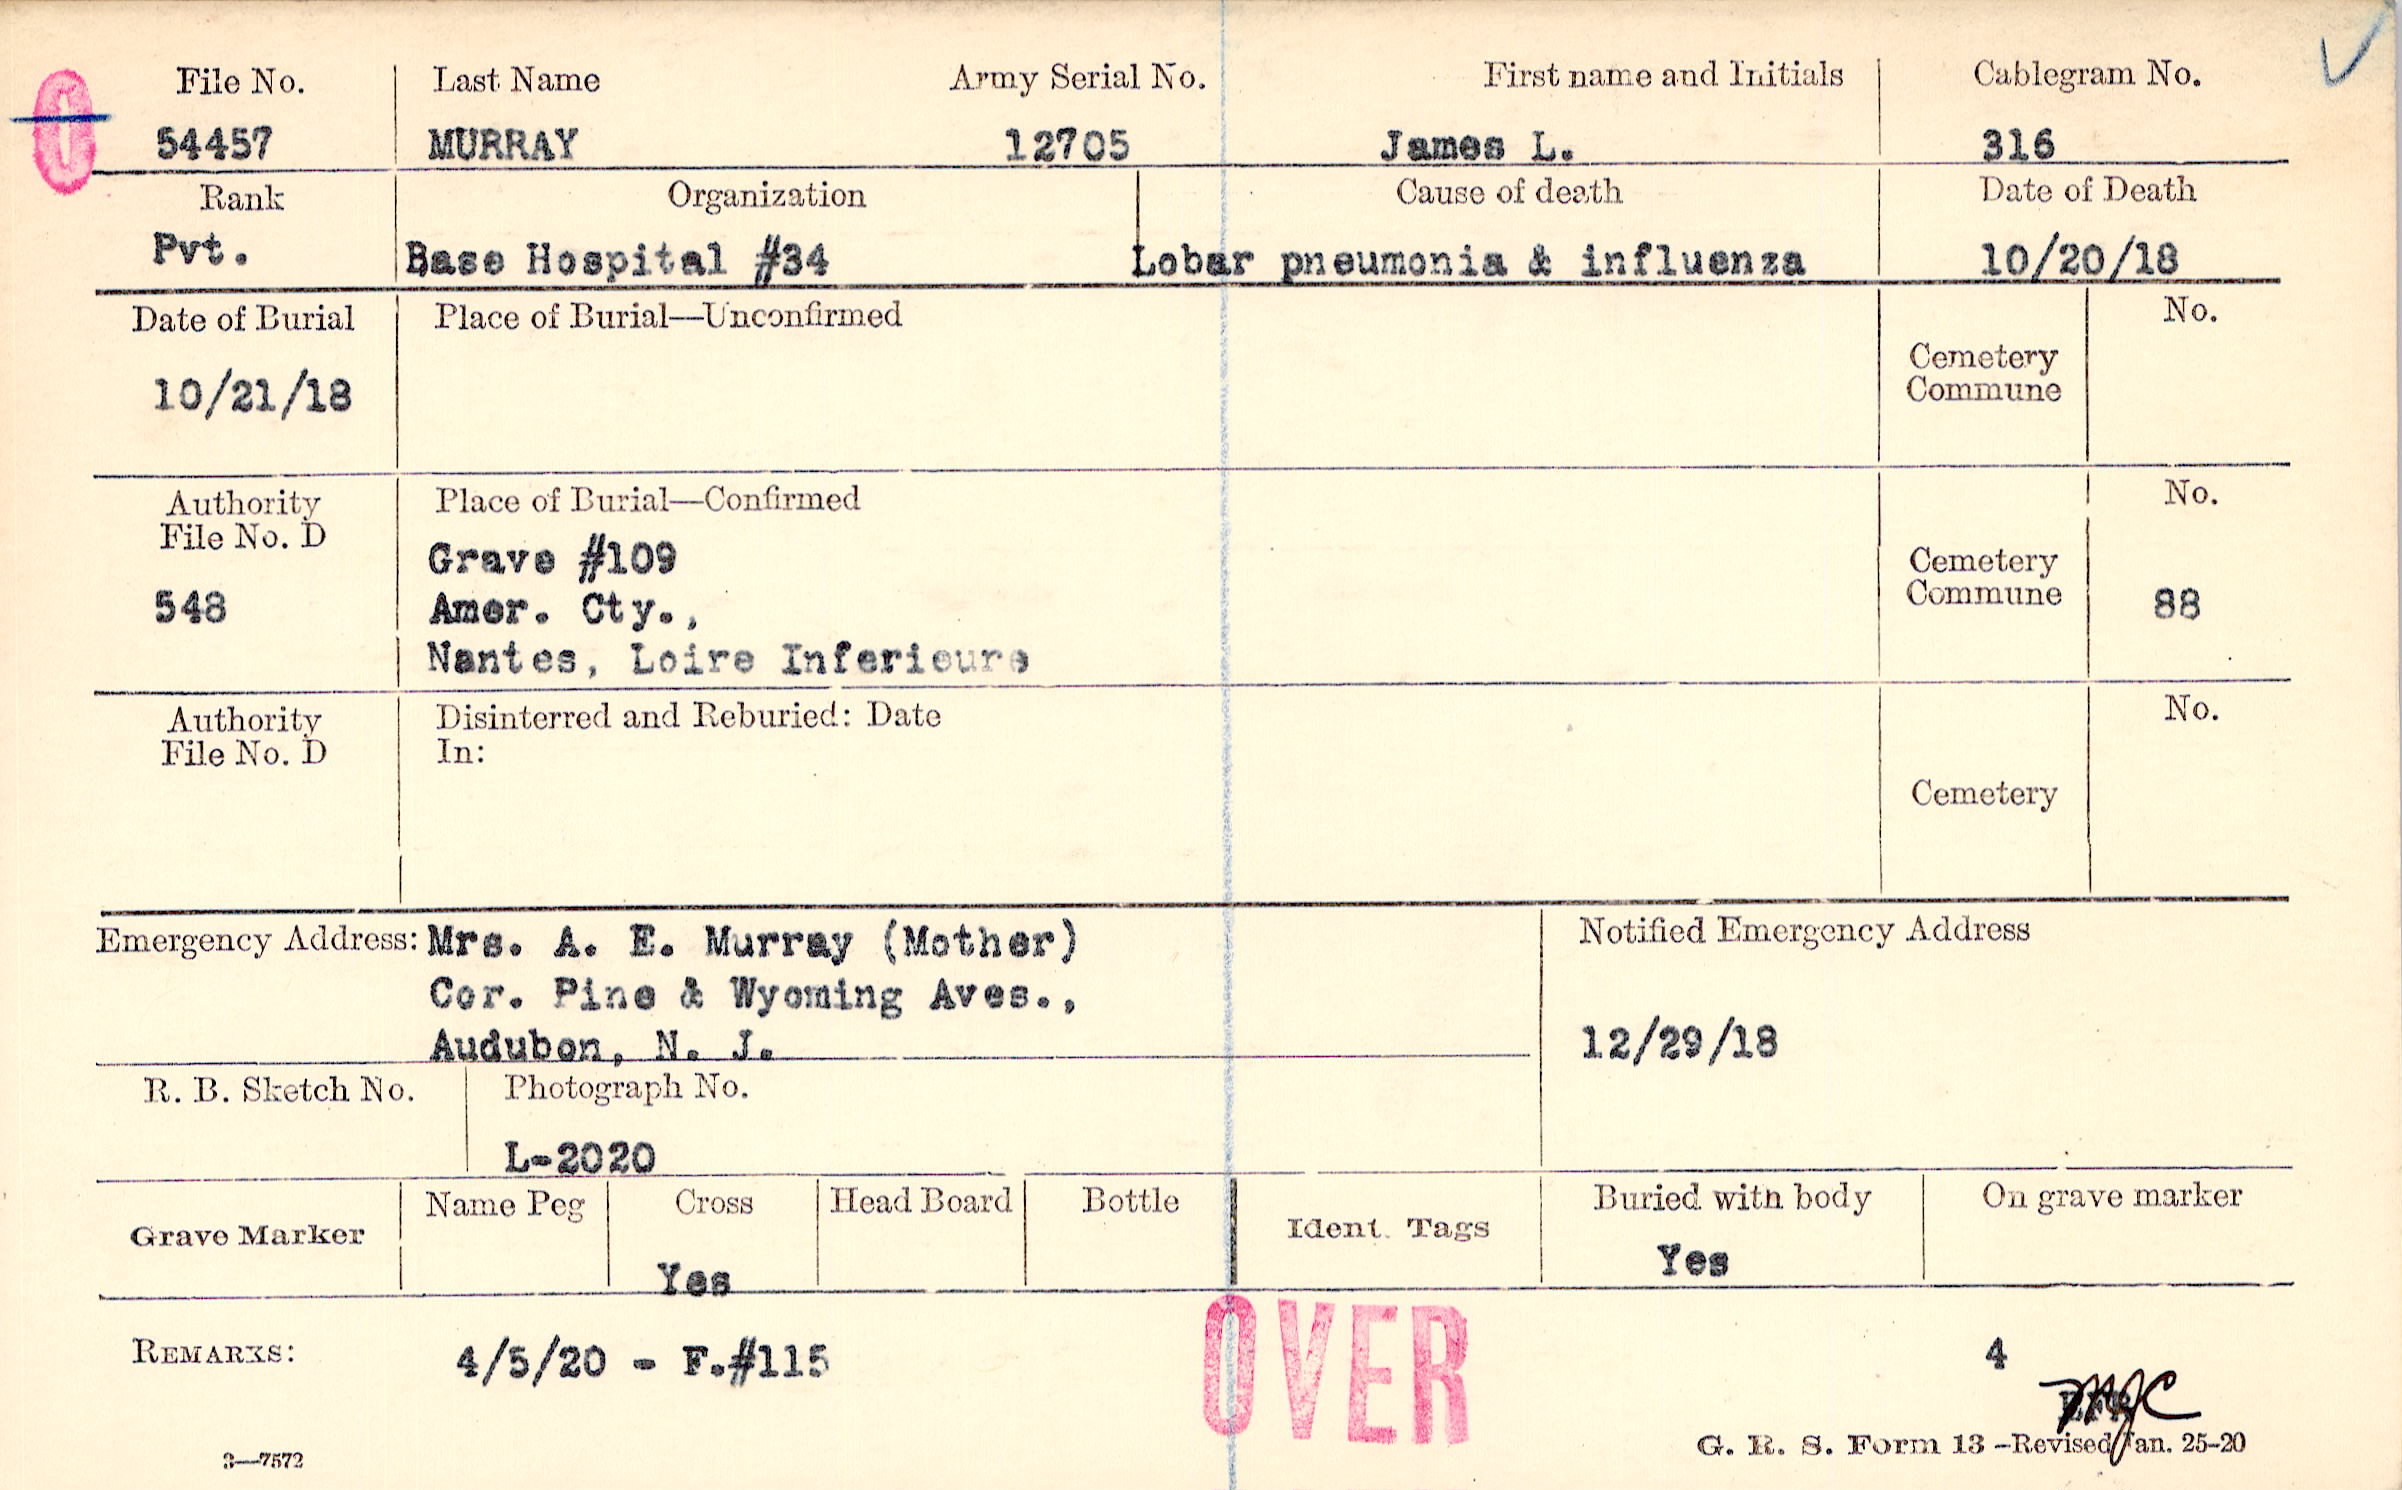 File No. Last Name Army Serial No. First name and Initials Cablegram No.
54457 MURRAY 12705 James L. 316
Rank Organization Cause of death Date of Death
Pvt. Base Hospital #34 Lobar pneumonia & influenza 10/20/18
Date of Burial Place of Burial—Unconfirmed No.
Cemetery
Commune
10/21/18
Authority Place of Burial—Confirmed No.
File No. D
Grave #109
Cemetery
Commune
548 Amer. Cty., 88
Nantes, Loire Inferieure
Authority Disinterred and Reburied: Date No.
File No. D In:
Cemetery
Emergency Address: Mrs. A. E. Murray (Mother) Notified Emergency Address
Cor. Pine & Wyoming Aves.,
Audubon, N. J. 12/29/18
R. B. Sketch No. Photograph No.
L-2020
Grave Marker Name Peg Cross Head Board Bottle Ident. Tags Buried with body On grave marker
Yes Yes
OVER
REMARKS: 4/5/20 - F.#115 4
MJC
G. R. S. Form 13—Revised Jan. 25-20
3—7572